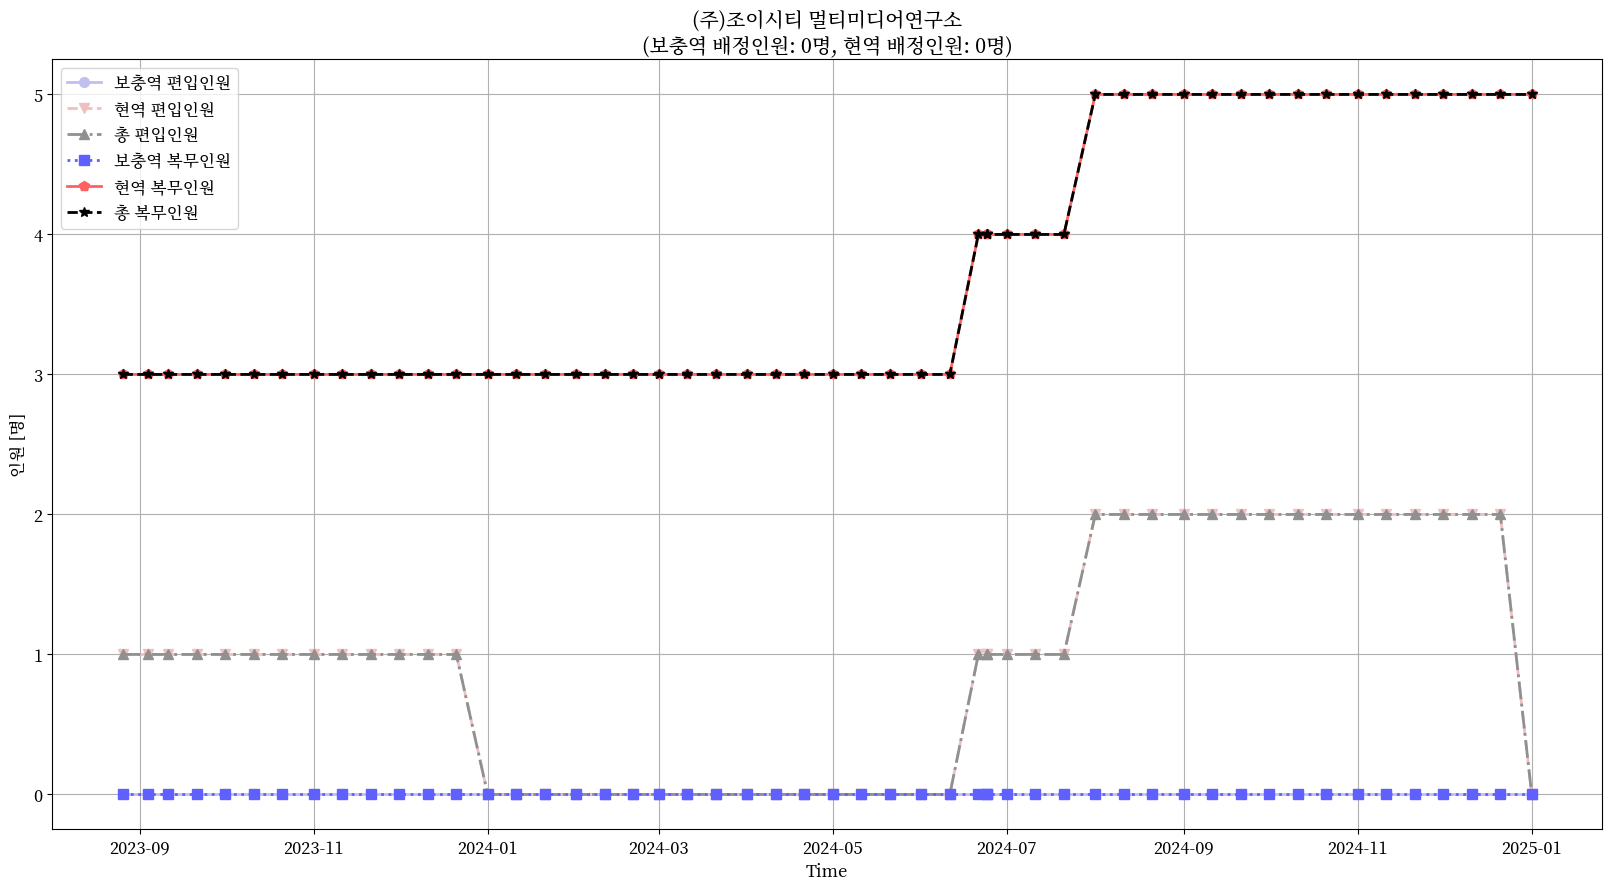 (주)조이시티 멀티미디어연구소
(보충역 배정인원: 0명, 현역 배정인원: 0명)
보충역 편입인원
현역 편입인원
총 편입인원
보충역 복무인원
현역 복무인원
총 복무인원
인원 [명]
5
4
3
2
1
0
2023-09 2023-11 2024-01 2024-03 2024-05 2024-07 2024-09 2024-11 2025-01
Time